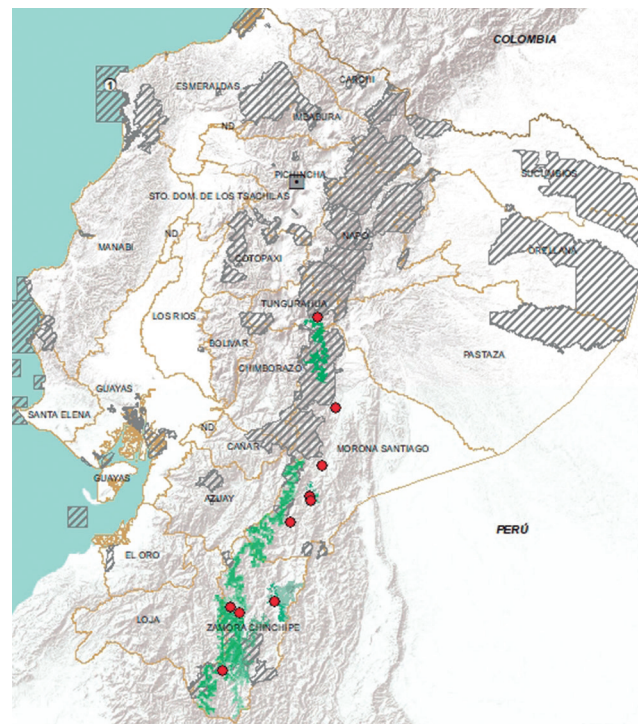 COLOMBIA
1
ESMERALDAS
CARCHI
IMBABURA
ND
PICHINCHA
SUCUMBIOS
STO. DOM. DE LOS TSACHILAS
MANABI
ND
NAPO
ORELLANA
COTOPAXI
TUNGURAHUA
LOS RIOS
BOLIVAR
PASTAZA
CHIMBORAZO
GUAYAS
SANTA ELENA
ND
CAÑAR
MORONA SANTIAGO
GUAYAS
AZUAY
PERÚ
EL ORO
LOJA
ZAMORA CHINCHIPE